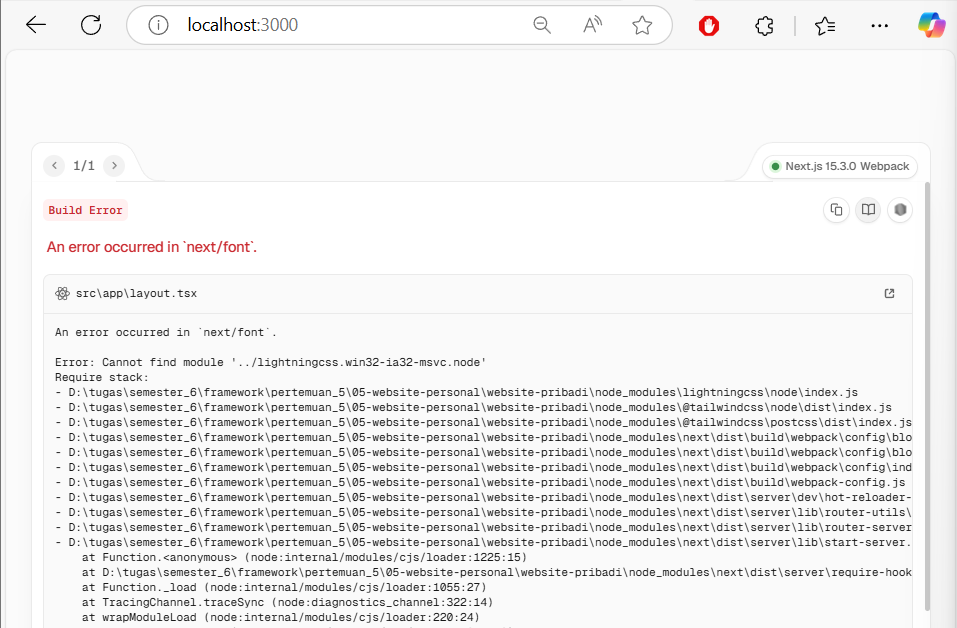 localhost:3000
1/1
Next.js 15.3.0 Webpack
Build Error
An error occurred in `next/font`.
src\app\layout.tsx
An error occurred in `next/font`.
Error: Cannot find module '../lightningcss.win32-ia32-msvc.node'
Require stack:
- D:\tugas\semester_6\framework\pertemuan_5\05-website-personal\website-pribadi\node_modules\lightningcss\node\index.js
- D:\tugas\semester_6\framework\pertemuan_5\05-website-personal\website-pribadi\node_modules\@tailwindcss\node\dist\index.js
- D:\tugas\semester_6\framework\pertemuan_5\05-website-personal\website-pribadi\node_modules\@tailwindcss\postcss\dist\index.js
- D:\tugas\semester_6\framework\pertemuan_5\05-website-personal\website-pribadi\node_modules\next\dist\build\webpack\config\blo
- D:\tugas\semester_6\framework\pertemuan_5\05-website-personal\website-pribadi\node_modules\next\dist\build\webpack\config\blo
- D:\tugas\semester_6\framework\pertemuan_5\05-website-personal\website-pribadi\node_modules\next\dist\build\webpack\config\ind
- D:\tugas\semester_6\framework\pertemuan_5\05-website-personal\website-pribadi\node_modules\next\dist\build\webpack-config.js
- D:\tugas\semester_6\framework\pertemuan_5\05-website-personal\website-pribadi\node_modules\next\dist\server\dev\hot-reloader-
- D:\tugas\semester_6\framework\pertemuan_5\05-website-personal\website-pribadi\node_modules\next\dist\server\lib\router-utils\
- D:\tugas\semester_6\framework\pertemuan_5\05-website-personal\website-pribadi\node_modules\next\dist\server\lib\router-server
- D:\tugas\semester_6\framework\pertemuan_5\05-website-personal\website-pribadi\node_modules\next\dist\server\lib\start-server.
at Function.<anonymous> (node:internal/modules/cjs/loader:1225:15)
at D:\tugas\semester_6\framework\pertemuan_5\05-website-personal\website-pribadi\node_modules\next\dist\server\require-hook
at Function._load (node:internal/modules/cjs/loader:1055:27)
at TracingChannel.traceSync (node:diagnostics_channel:322:14)
at wrapModuleLoad (node:internal/modules/cjs/loader:220:24)